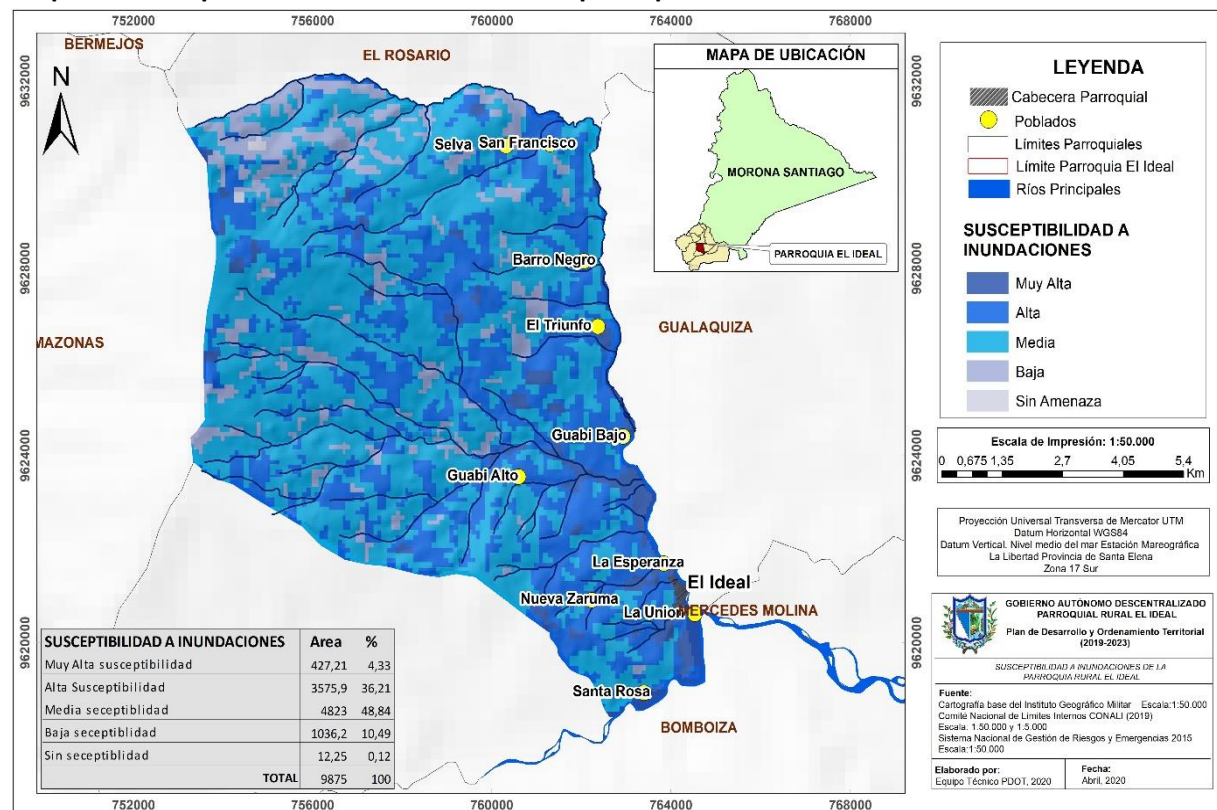 752000 756000 760000 764000 768000
BERMEJOS
EL ROSARIO
N
9632000
9628000
9624000
9620000
Selva San Francisco
Barro Negro
El Triunfo
GUALAQUIZA
MAZONAS
Guabi Bajo
Guabi Alto
La Esperanza
El Ideal
Nueva Zaruma
La Union
MERCEDES MOLINA
Santa Rosa
BOMBOIZA
MAPA DE UBICACIÓN
MORONA SANTIAGO
PARROQUIA EL IDEAL
9632000
9628000
9624000
9620000
SUSCEPTIBILIDAD A INUNDACIONES Area %
Muy Alta susceptibilidad 427,21 4,33
Alta Susceptibilidad 3575,9 36,21
Media seceptiblidad 4823 48,84
Baja seceptiblidad 1036,2 10,49
Sin seceptiblidad 12,25 0,12
TOTAL 9875 100
752000 756000 760000 764000 768000
LEYENDA
Cabecera Parroquial
Poblados
Límites Parroquiales
Límite Parroquia El Ideal
Ríos Principales
SUSCEPTIBILIDAD A
INUNDACIONES
Muy Alta
Alta
Media
Baja
Sin Amenaza
Escala de Impresión: 1:50.000
0 0,675 1,35 2,7 4,05 5,4
Km
Proyección Universal Transversa de Mercator UTM
Datum Horizontal WGS84
Datum Vertical. Nivel medio del mar Estación Mareográfica
La Libertad Provincia de Santa Elena
Zona 17 Sur
GOBIERNO AUTÓNOMO DESCENTRALIZADO
PARROQUIAL RURAL EL IDEAL
Plan de Desarrollo y Ordenamiento Territorial
(2019-2023)
SUSCEPTIBILIDAD A INUNDACIONES DE LA
PARROQUIA RURAL EL IDEAL
Fuente:
Cartografía base del Instituto Geográfico Militar Escala:1:50.000
Comité Nacional de Limites Internos CONALI (2019)
Escala. 1:50.000 y 1:5.000
Sistema Nacional de Gestión de Riesgos y Emergencias 2015
Escala:1:50.000
Elaborado por:
Equipo Técnico PDOT, 2020
Fecha:
Abril, 2020